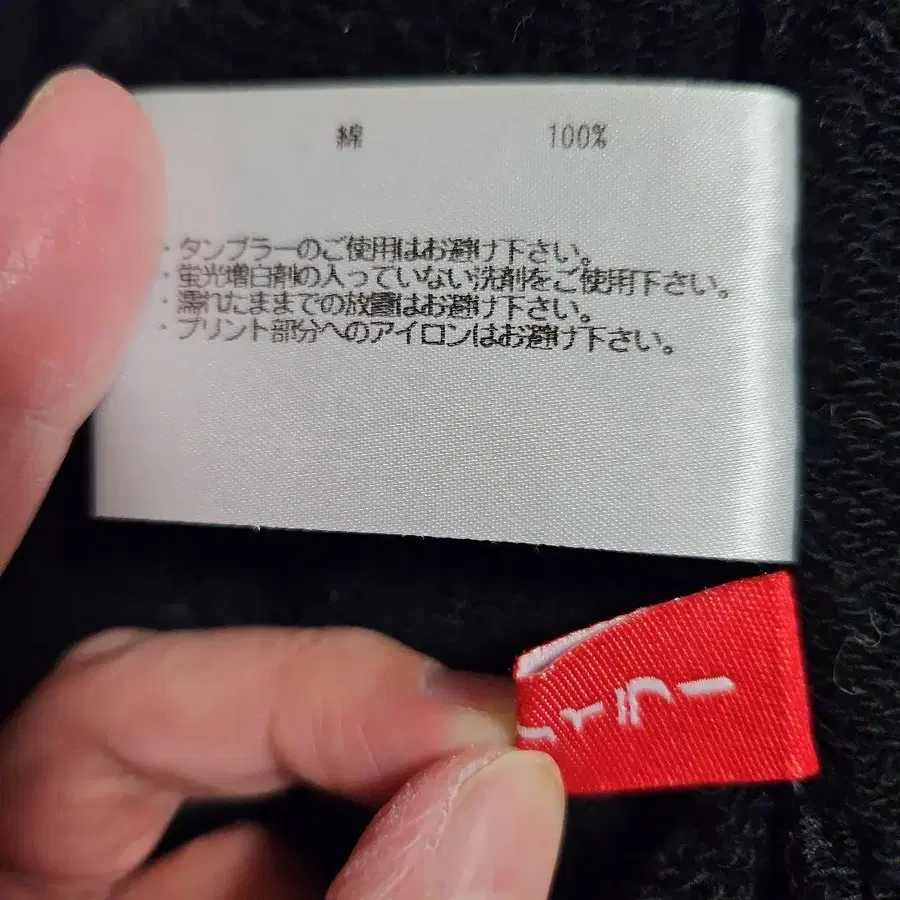 綿 100%
・タンブラーのご使用はお避け下さい。
・蛍光増白剤の入っていない洗剤をご使用下さい。
・濡れたままでの放置はお避け下さい。
・プリント部分へのアイロンはお避け下さい。
ィラー